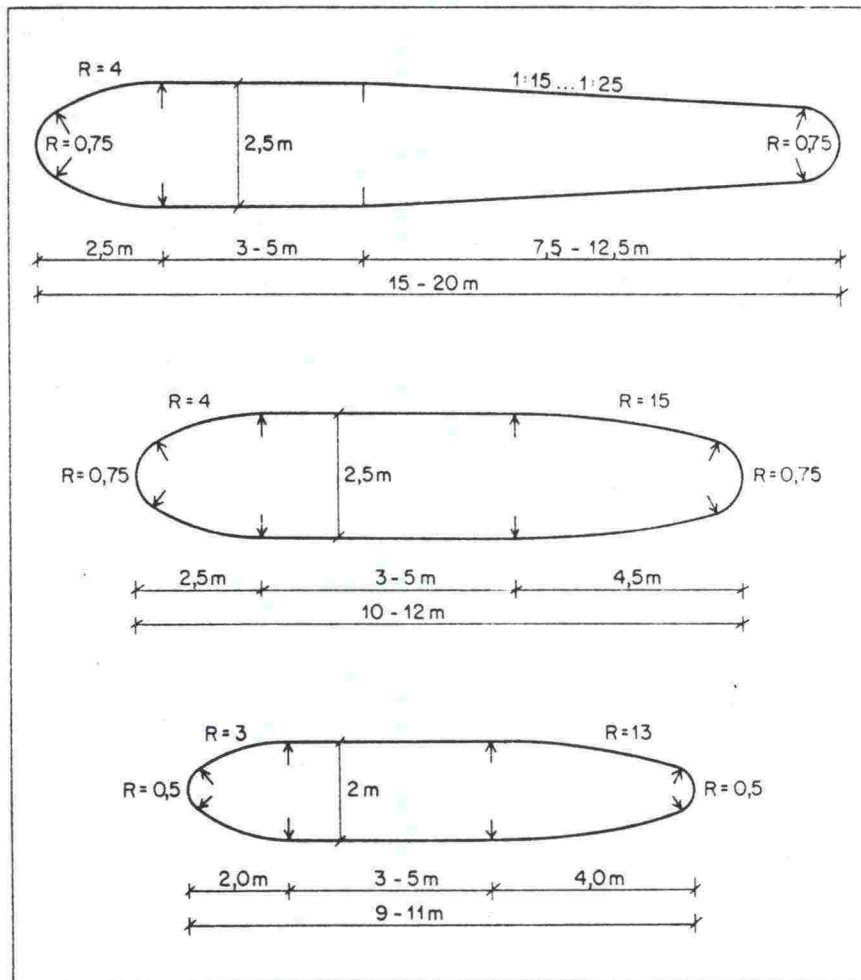 R = 4
1:15 ... 1:25
R = 0,75
2,5 m
R = 0,75
2,5 m
3 - 5 m
7,5 - 12,5 m
15 - 20 m
R = 4
R = 15
R = 0,75
2,5 m
R = 0,75
2,5 m
3 - 5 m
4,5 m
10 - 12 m
R = 3
R = 13
R = 0,5
2 m
R = 0,5
2,0 m
3 - 5 m
4,0 m
9 - 11 m